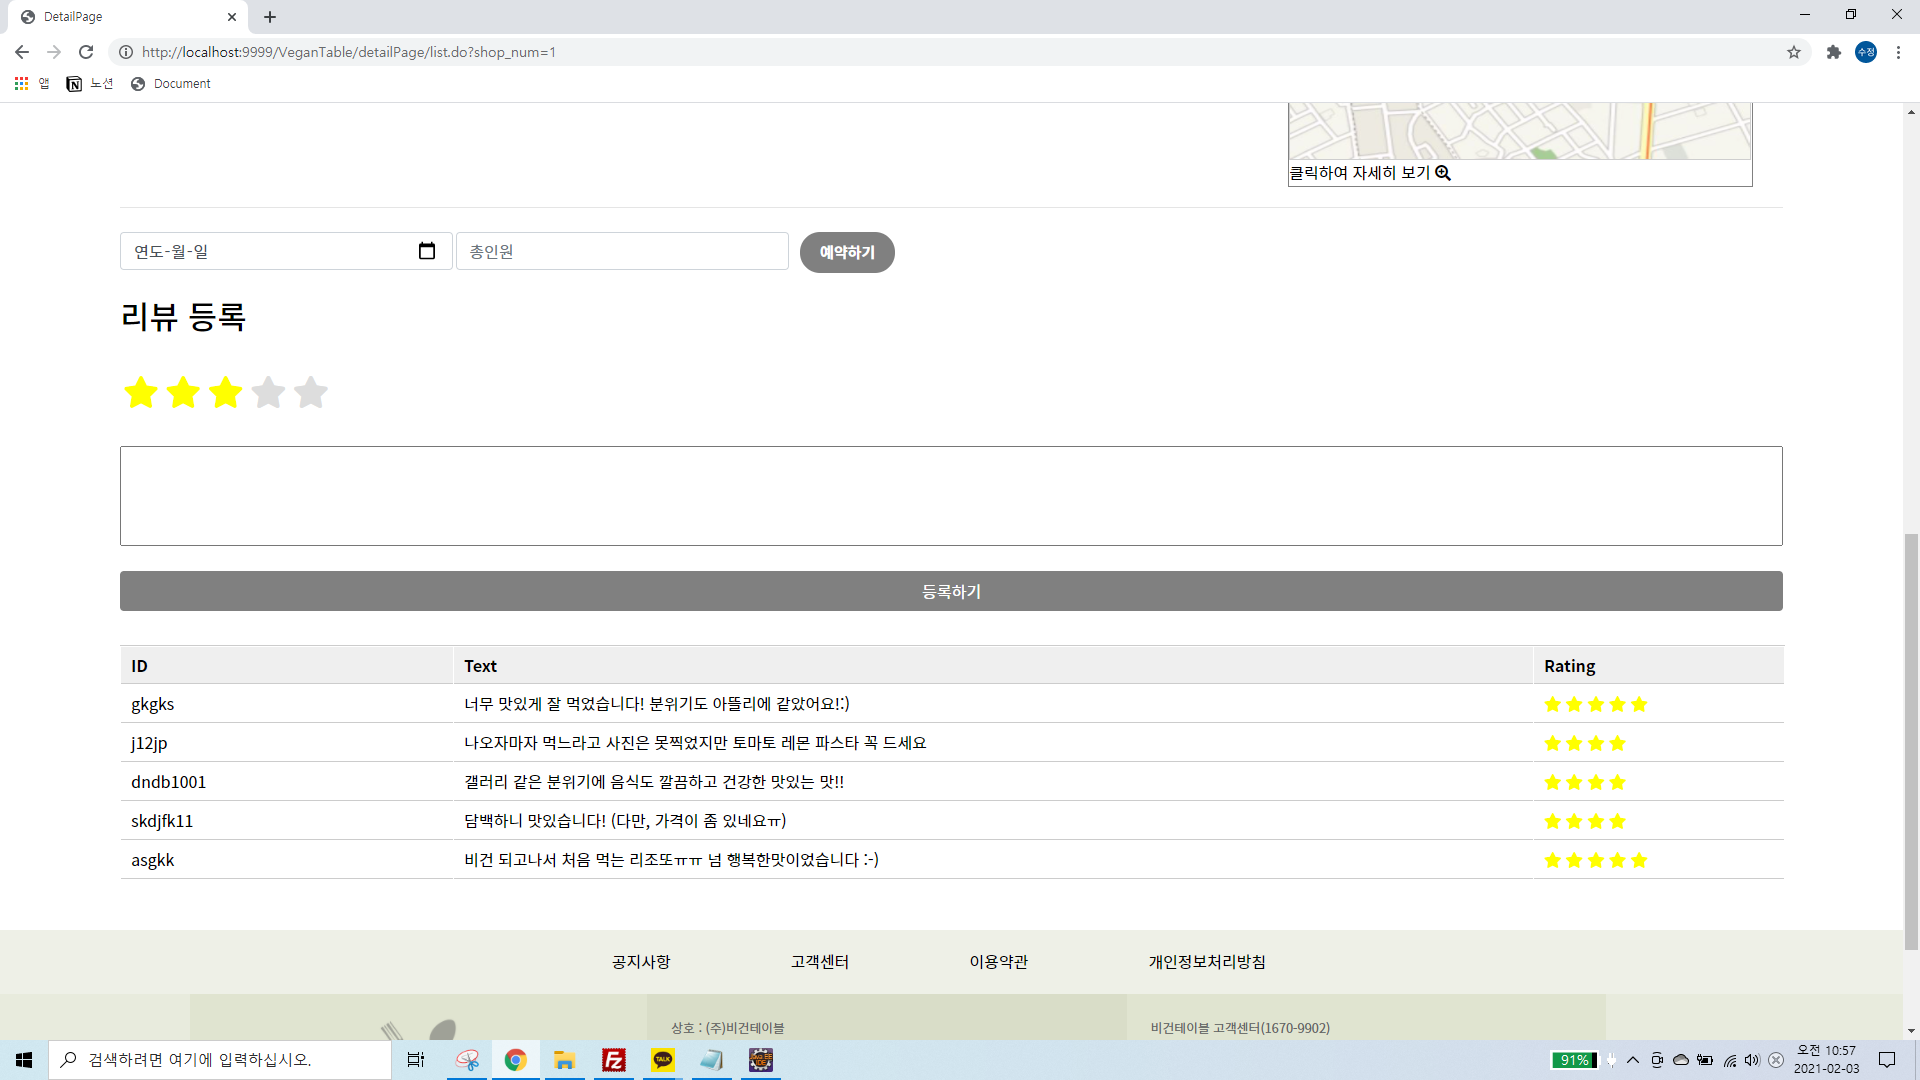 DetailPage
http://localhost:9999/VeganTable/detailPage/list.do?shop_num=1
수정
앱 노션 Document
클릭하여 자세히 보기
연도-월-일 총인원 예약하기
리뷰 등록
등록하기
ID Text Rating
gkgks 너무 맛있게 잘 먹었습니다! 분위기도 아뜰리에 같았어요!:)
j12jp 나오자마자 먹느라고 사진은 못찍었지만 토마토 레몬 파스타 꼭 드세요
dndb1001 갤러리 같은 분위기에 음식도 깔끔하고 건강한 맛있는 맛!!
skdjfk11 담백하니 맛있습니다! (다만, 가격이 좀 있네요ㅠ)
asgkk 비건 되고나서 처음 먹는 리조또ㅠㅠ 넘 행복한맛이었습니다 :-)
공지사항 고객센터 이용약관 개인정보처리방침
상호 : (주)비건테이블 비건테이블 고객센터(1670-9902)
검색하려면 여기에 입력하십시오.
TALK
91%
오전 10:57
2021-02-03